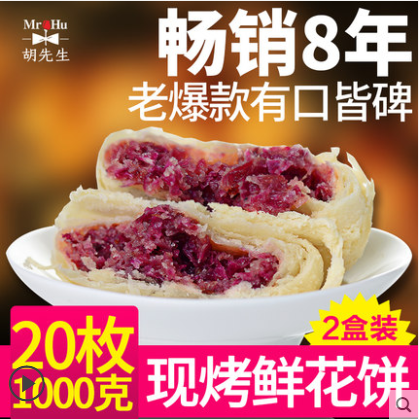 Mr Hu
胡先生
畅销8年
老爆款有口皆碑
2盒装
20枚
1000克
现烤鲜花饼